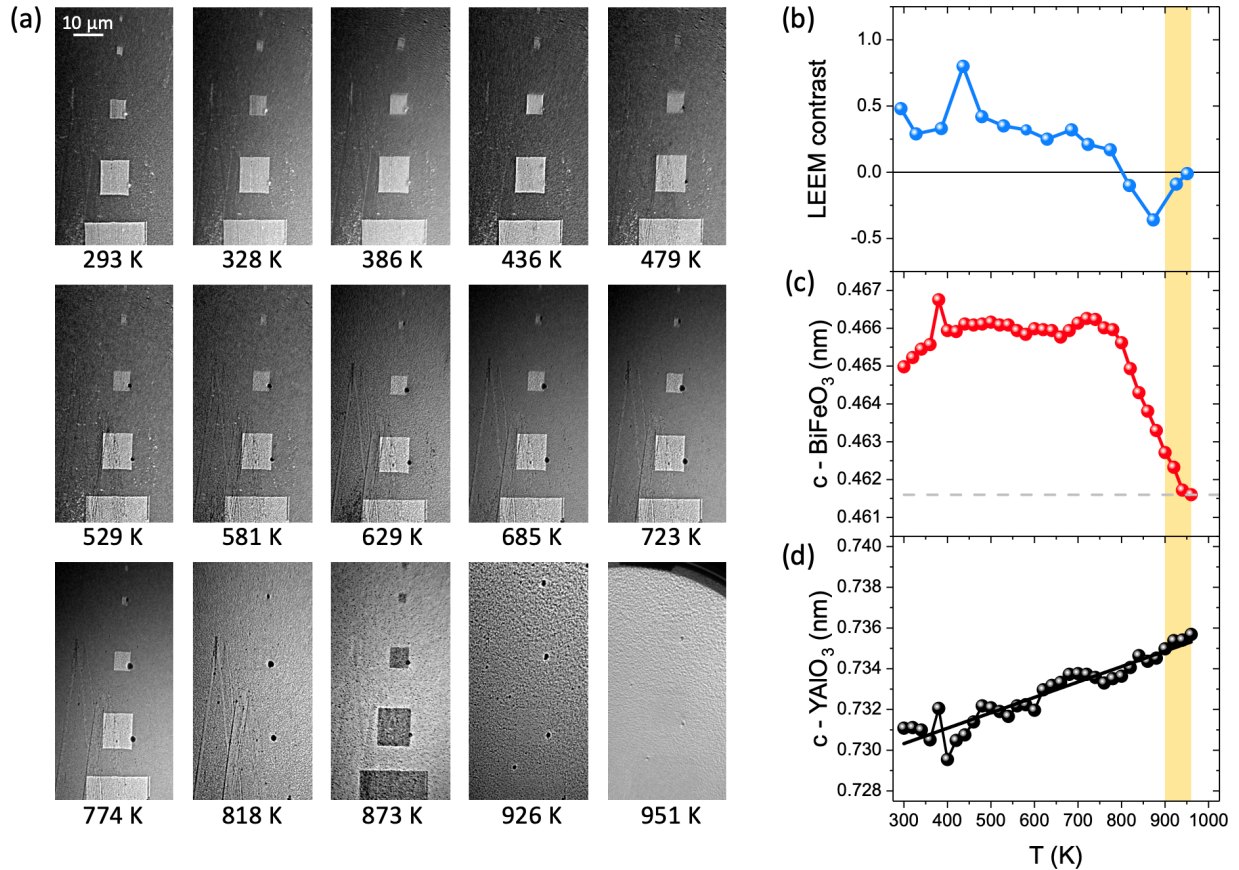 (a)
10 µm
293 K 328 K 386 K 436 K 479 K
529 K 581 K 629 K 685 K 723 K
774 K 818 K 873 K 926 K 951 K
(b)
LEEM contrast
1.0
0.5
0.0
-0.5
(c)
c - BiFeO₃ (nm)
0.467
0.466
0.465
0.464
0.463
0.462
0.461
(d)
c - YAlO₃ (nm)
0.740
0.738
0.736
0.734
0.732
0.730
0.728
300 400 500 600 700 800 900 1000
T (K)